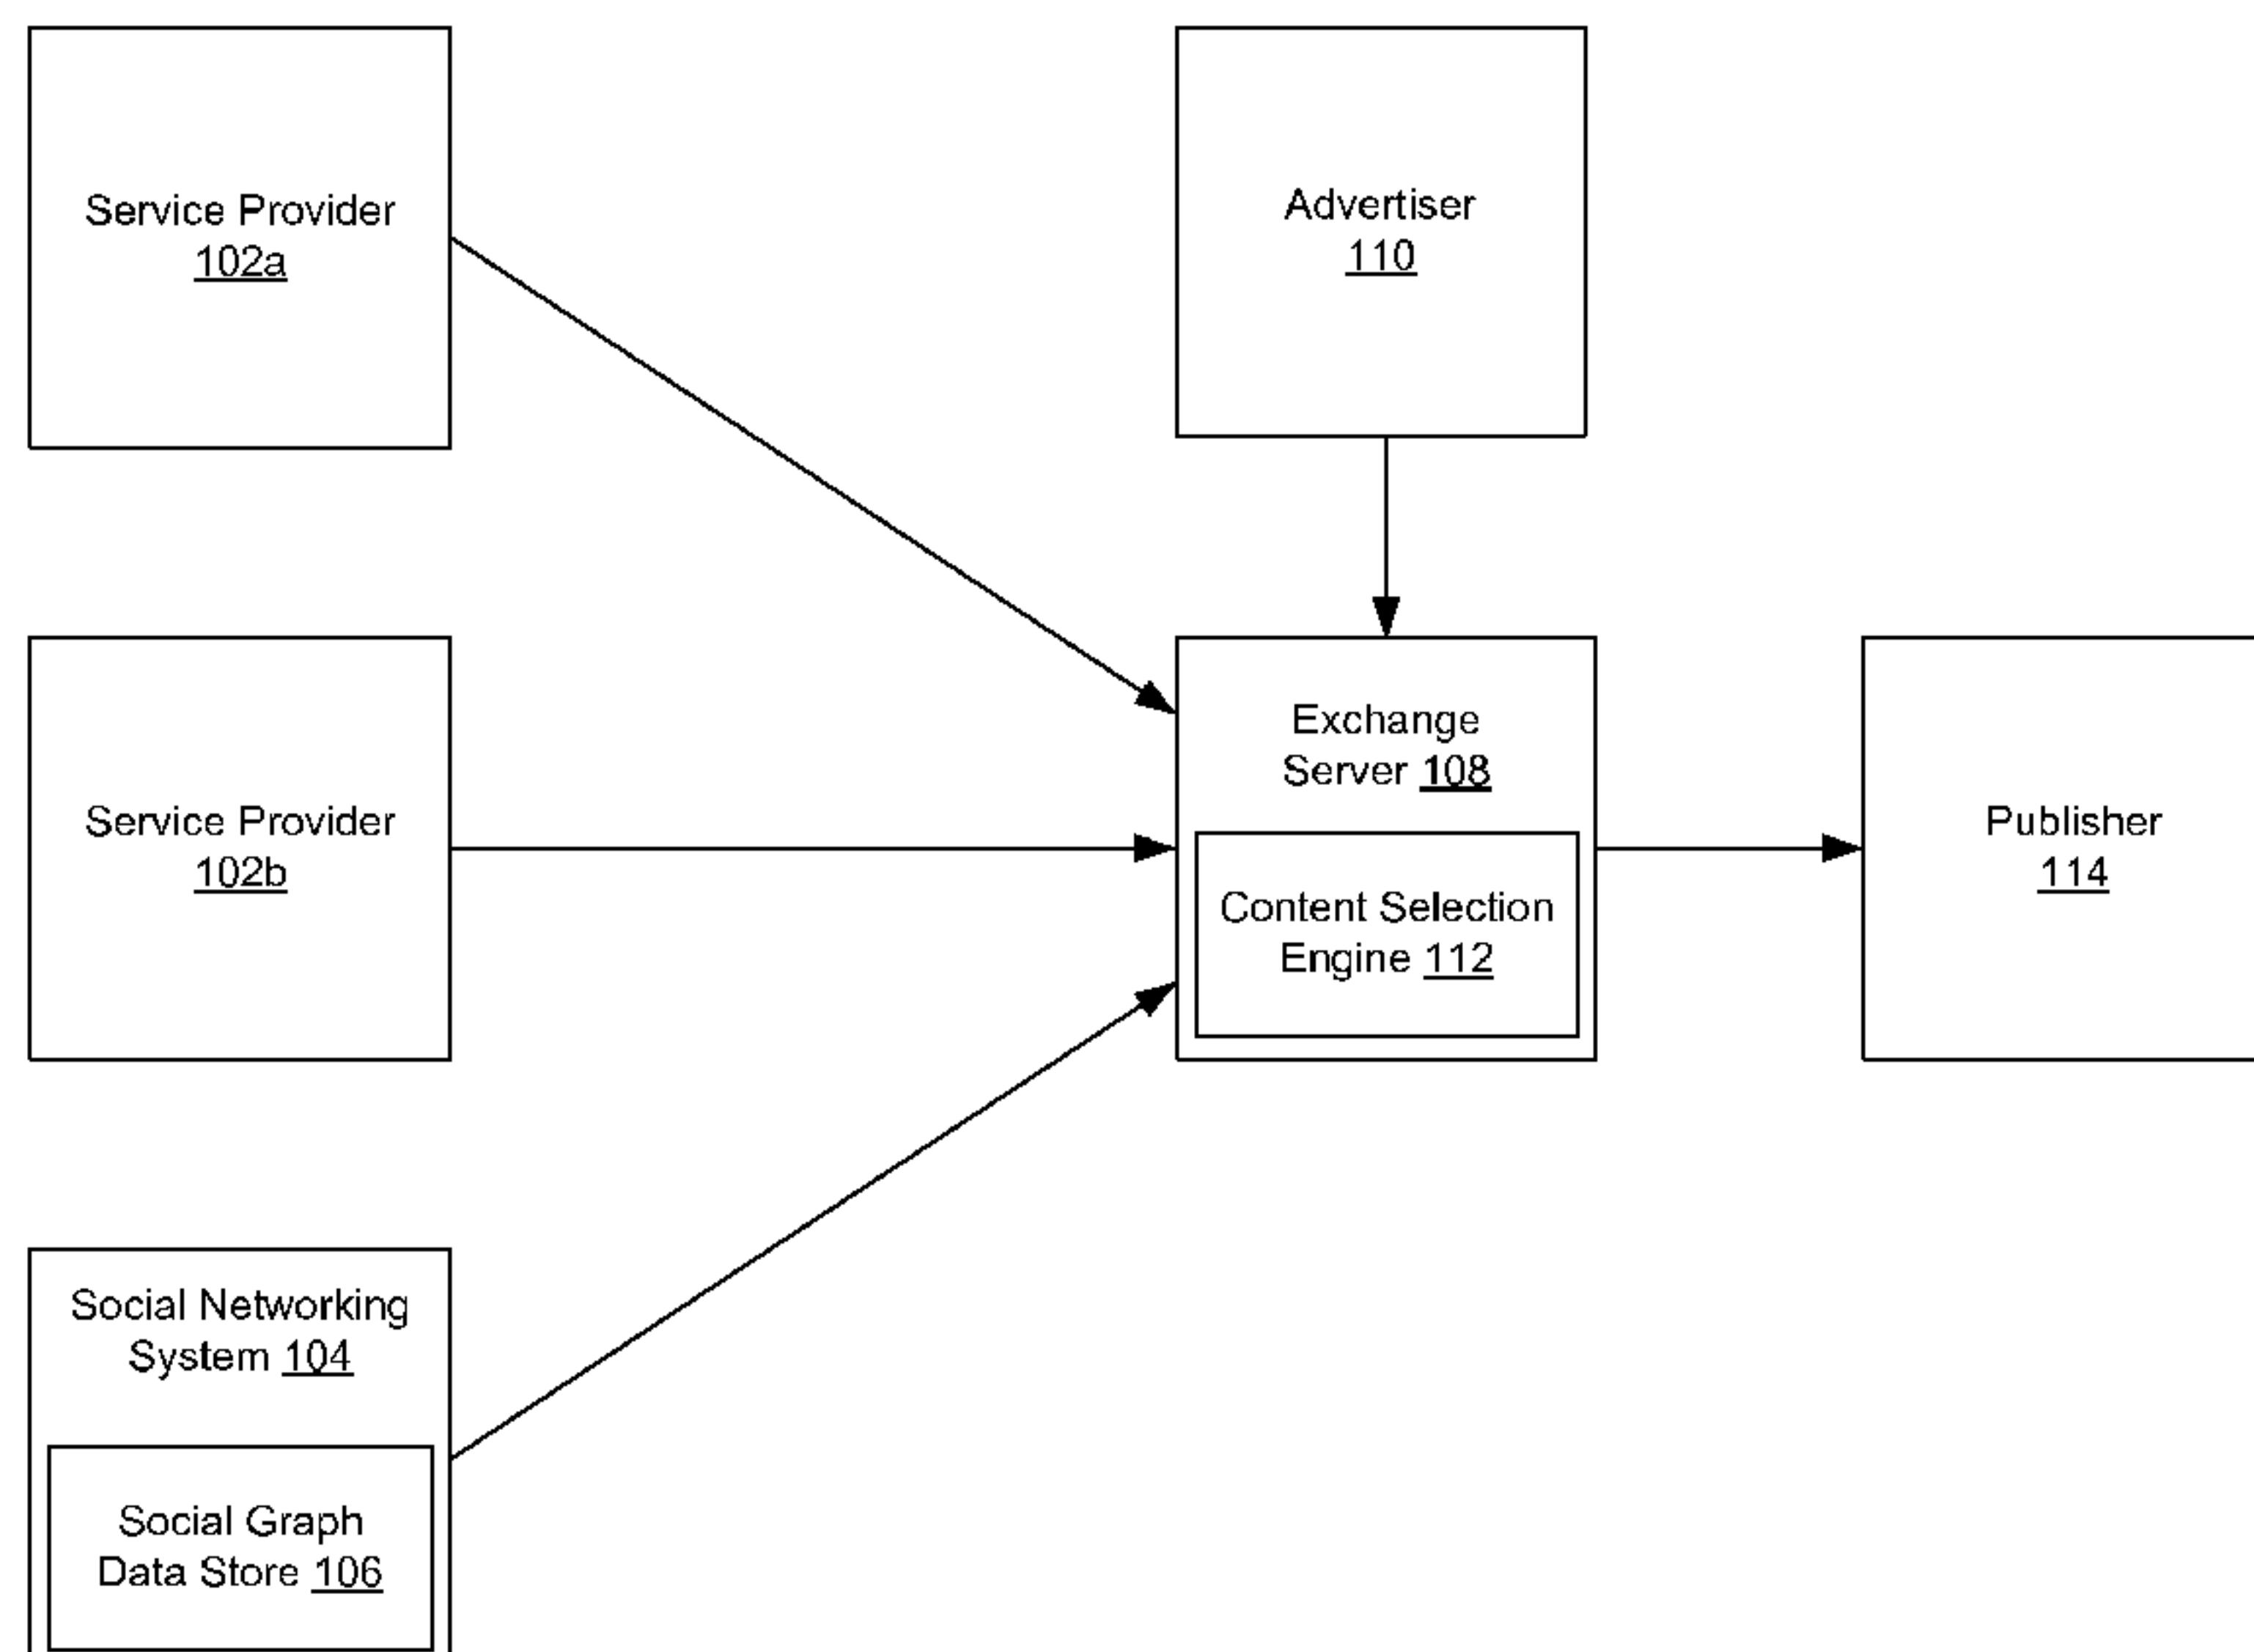 Service Provider
102a
Advertiser
110
Service Provider
102b
Exchange
Server 108
Content Selection
Engine 112
Publisher
114
Social Networking
System 104
Social Graph
Data Store 106